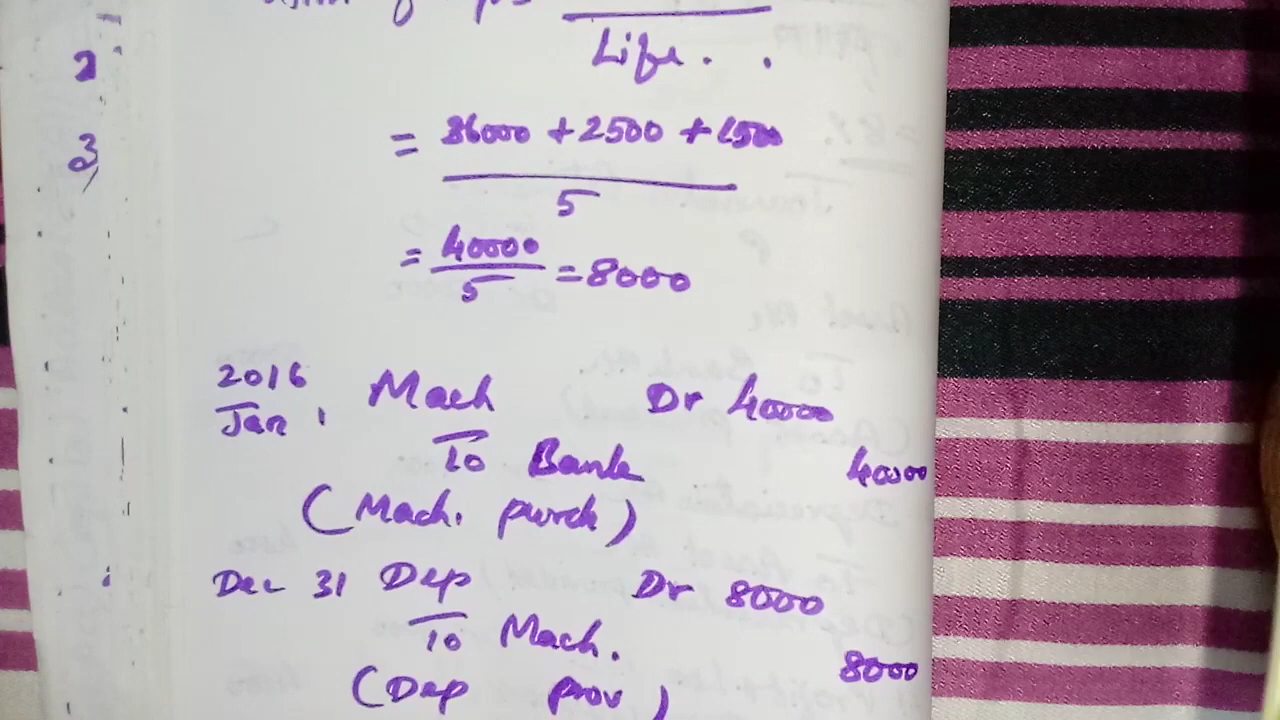 Life.
2
3
= 36000 + 2500 + 1500
5
= 40000 / 5 = 8000
2016
Jan 1 Mach Dr 40000
To Bank 40000
(Mach. purch)
Dec 31 Dep Dr 8000
To Mach. 8000
(Dep prov)